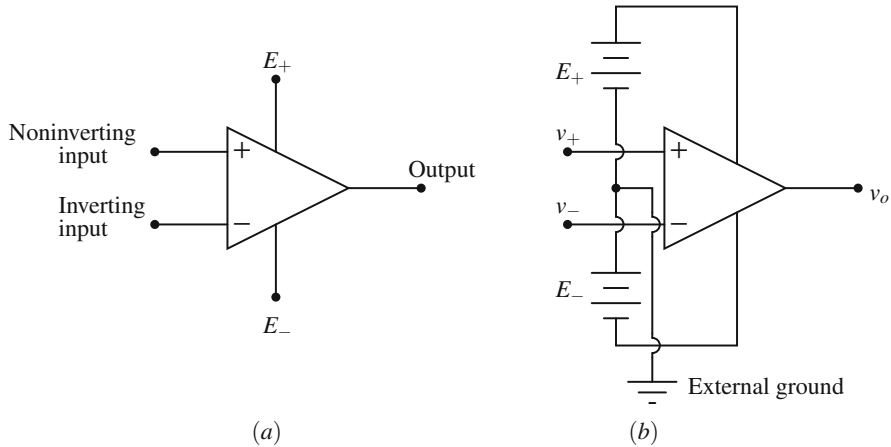 E+
Noninverting
input
+
Output
Inverting
input
−
E−
(a)
E+
v+
+
v−
−
vo
E−
External ground
(b)